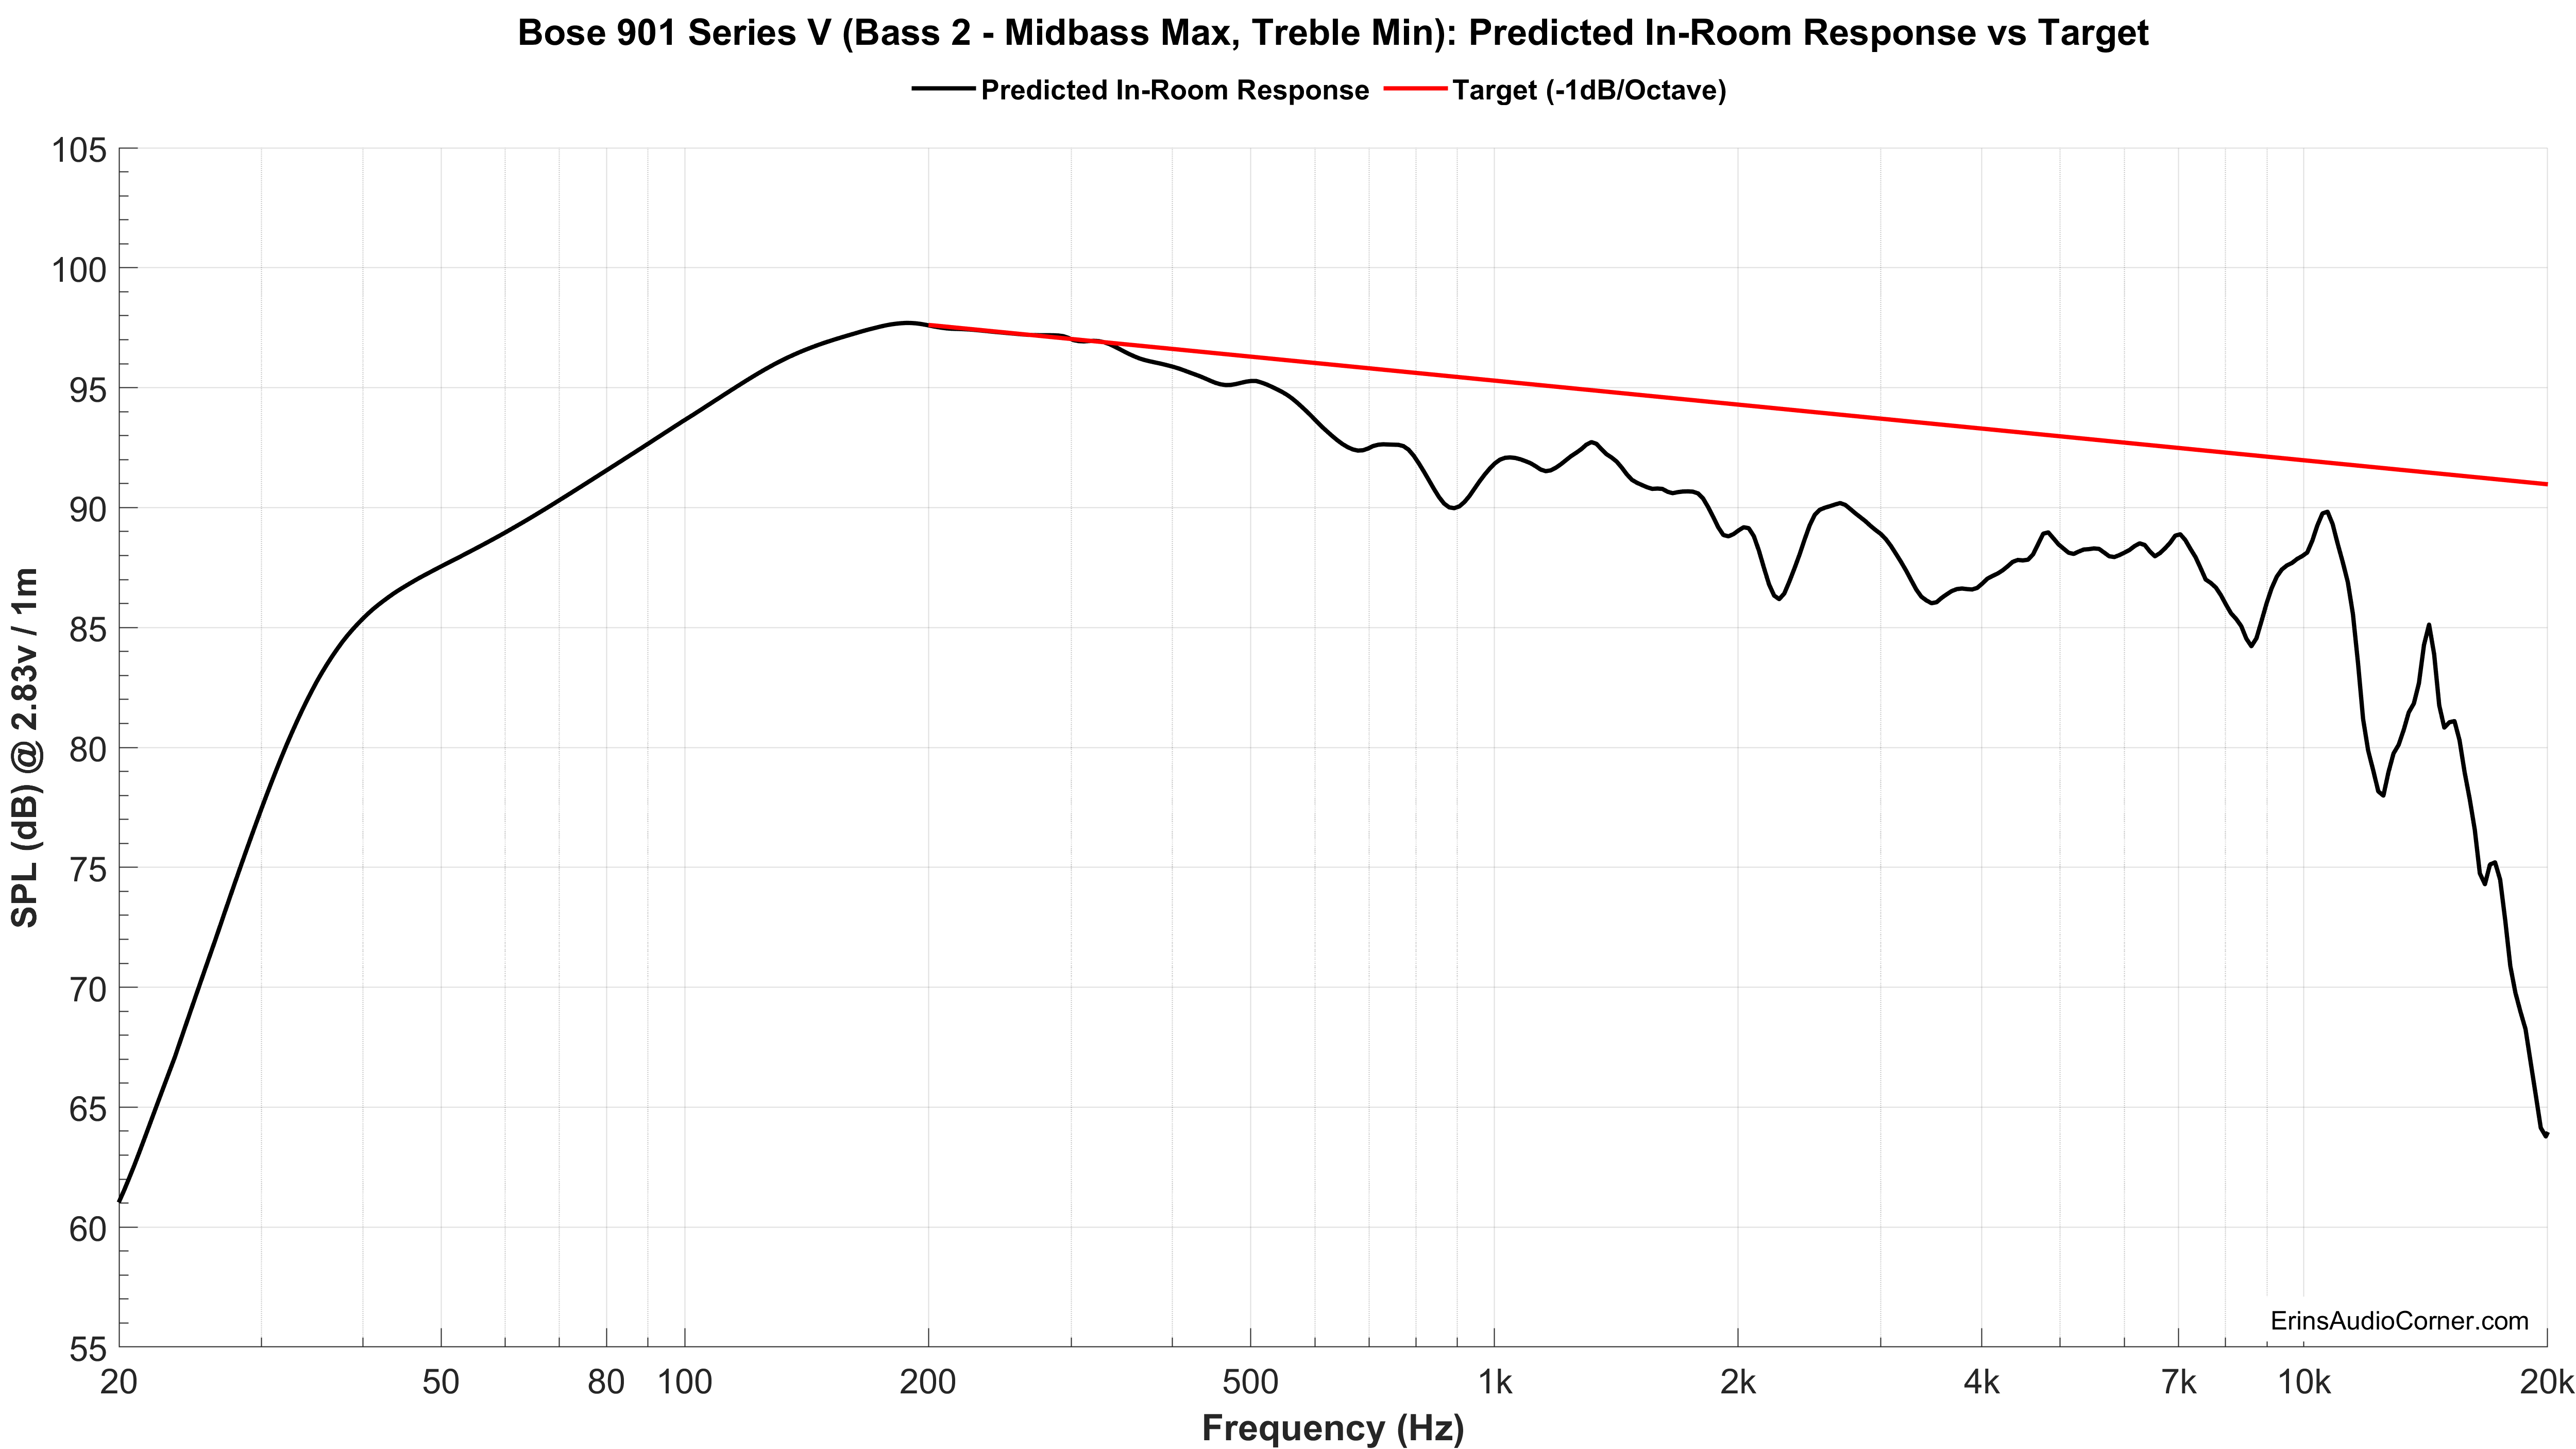 Bose 901 Series V (Bass 2 - Midbass Max, Treble Min): Predicted In-Room Response vs Target
Predicted In-Room Response
Target (-1dB/Octave)
105
100
95
90
85
80
75
70
65
60
55
SPL (dB) @ 2.83v / 1m
ErinsAudioCorner.com
20
50
80
100
200
500
1k
2k
4k
7k
10k
20k
Frequency (Hz)